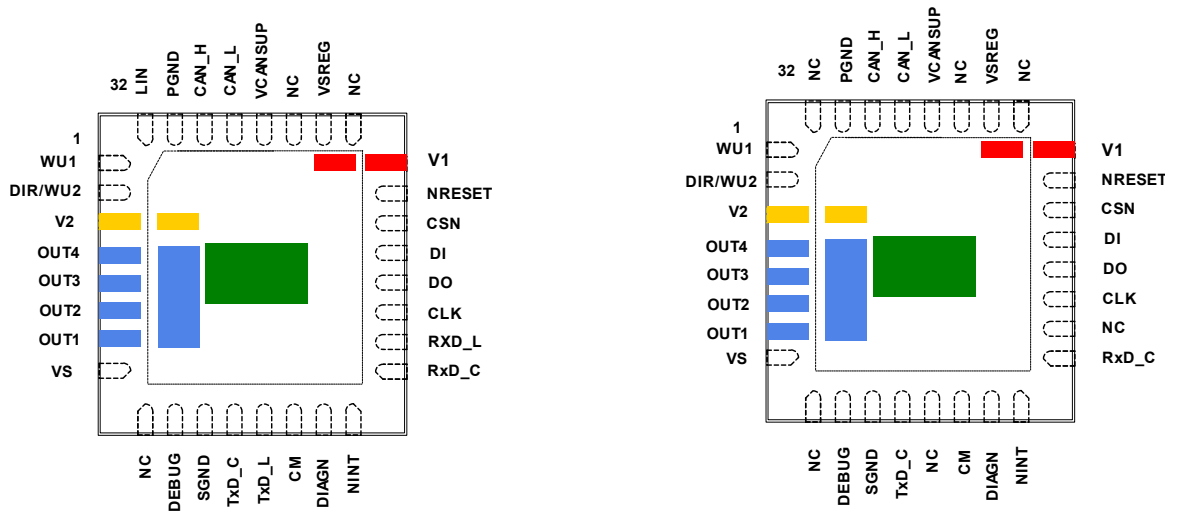 32 LIN PGND CAN_H CAN_L VCANSUP NC VSREG NC
1
WU1
DIR/WU2
V2
OUT4
OUT3
OUT2
OUT1
VS
V1
NRESET
CSN
DI
DO
CLK
RXD_L
RxD_C
NC DEBUG SGND TxD_C TxD_L CM DIAGN NINT
32 NC PGND CAN_H CAN_L VCANSUP NC VSREG NC
1
WU1
DIR/WU2
V2
OUT4
OUT3
OUT2
OUT1
VS
V1
NRESET
CSN
DI
DO
CLK
NC
RxD_C
NC DEBUG SGND TxD_C NC CM DIAGN NINT